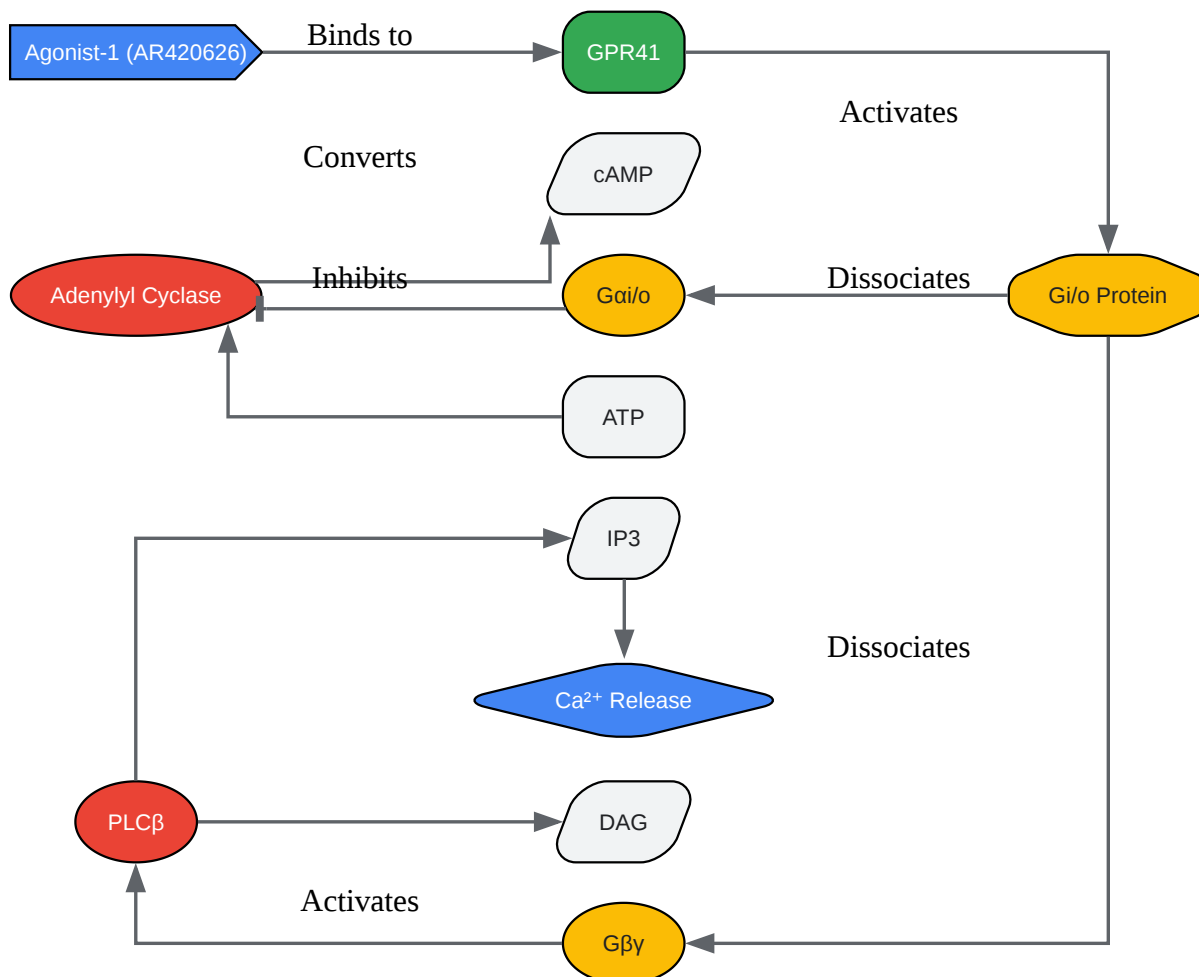 Agonist-1 (AR420626)
Binds to
GPR41
Activates
Converts
cAMP
Adenylyl Cyclase
Inhibits
Gαi/o
Dissociates
Gi/o Protein
ATP
IP3
Dissociates
Ca²⁺ Release
PLCβ
DAG
Activates
Gβγ